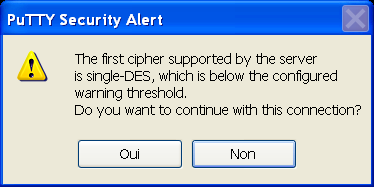 PuTTY Security Alert
The first cipher supported by the server
is single-DES, which is below the configured
warning threshold.
Do you want to continue with this connection?
Oui
Non